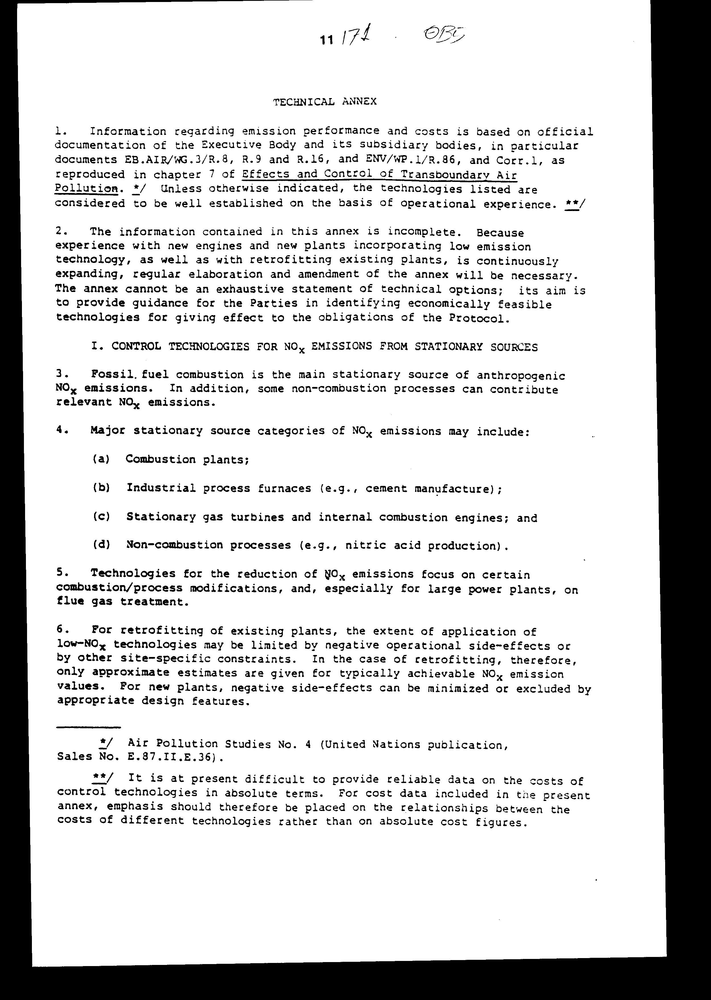 11 171
TECHNICAL ANNEX
1. Information regarding emission performance and costs is based on official
documentation of the Executive Body and its subsidiary bodies, in particular
documents EB.AIR/WG.3/R.8, R.9 and R.16, and ENV/WP.1/R.86, and Corr.1, as
reproduced in chapter 7 of Effects and Control of Transboundary Air
Pollution. */ Unless otherwise indicated, the technologies listed are
considered to be well established on the basis of operational experience. **/
2. The information contained in this annex is incomplete. Because
experience with new engines and new plants incorporating low emission
technology, as well as with retrofitting existing plants, is continuously
expanding, regular elaboration and amendment of the annex will be necessary.
The annex cannot be an exhaustive statement of technical options; its aim is
to provide guidance for the Parties in identifying economically feasible
technologies for giving effect to the obligations of the Protocol.
I. CONTROL TECHNOLOGIES FOR NOx EMISSIONS FROM STATIONARY SOURCES
3. Fossil fuel combustion is the main stationary source of anthropogenic
NOx emissions. In addition, some non-combustion processes can contribute
relevant NOx emissions.
4. Major stationary source categories of NOx emissions may include:
(a) Combustion plants;
(b) Industrial process furnaces (e.g., cement manufacture);
(c) Stationary gas turbines and internal combustion engines; and
(d) Non-combustion processes (e.g., nitric acid production).
5. Technologies for the reduction of NOx emissions focus on certain
combustion/process modifications, and, especially for large power plants, on
flue gas treatment.
6. For retrofitting of existing plants, the extent of application of
low-NOx technologies may be limited by negative operational side-effects or
by other site-specific constraints. In the case of retrofitting, therefore,
only approximate estimates are given for typically achievable NOx emission
values. For new plants, negative side-effects can be minimized or excluded by
appropriate design features.
*/ Air Pollution Studies No. 4 (United Nations publication,
Sales No. E.87.II.E.36).
**/ It is at present difficult to provide reliable data on the costs of
control technologies in absolute terms. For cost data included in the present
annex, emphasis should therefore be placed on the relationships between the
costs of different technologies rather than on absolute cost figures.